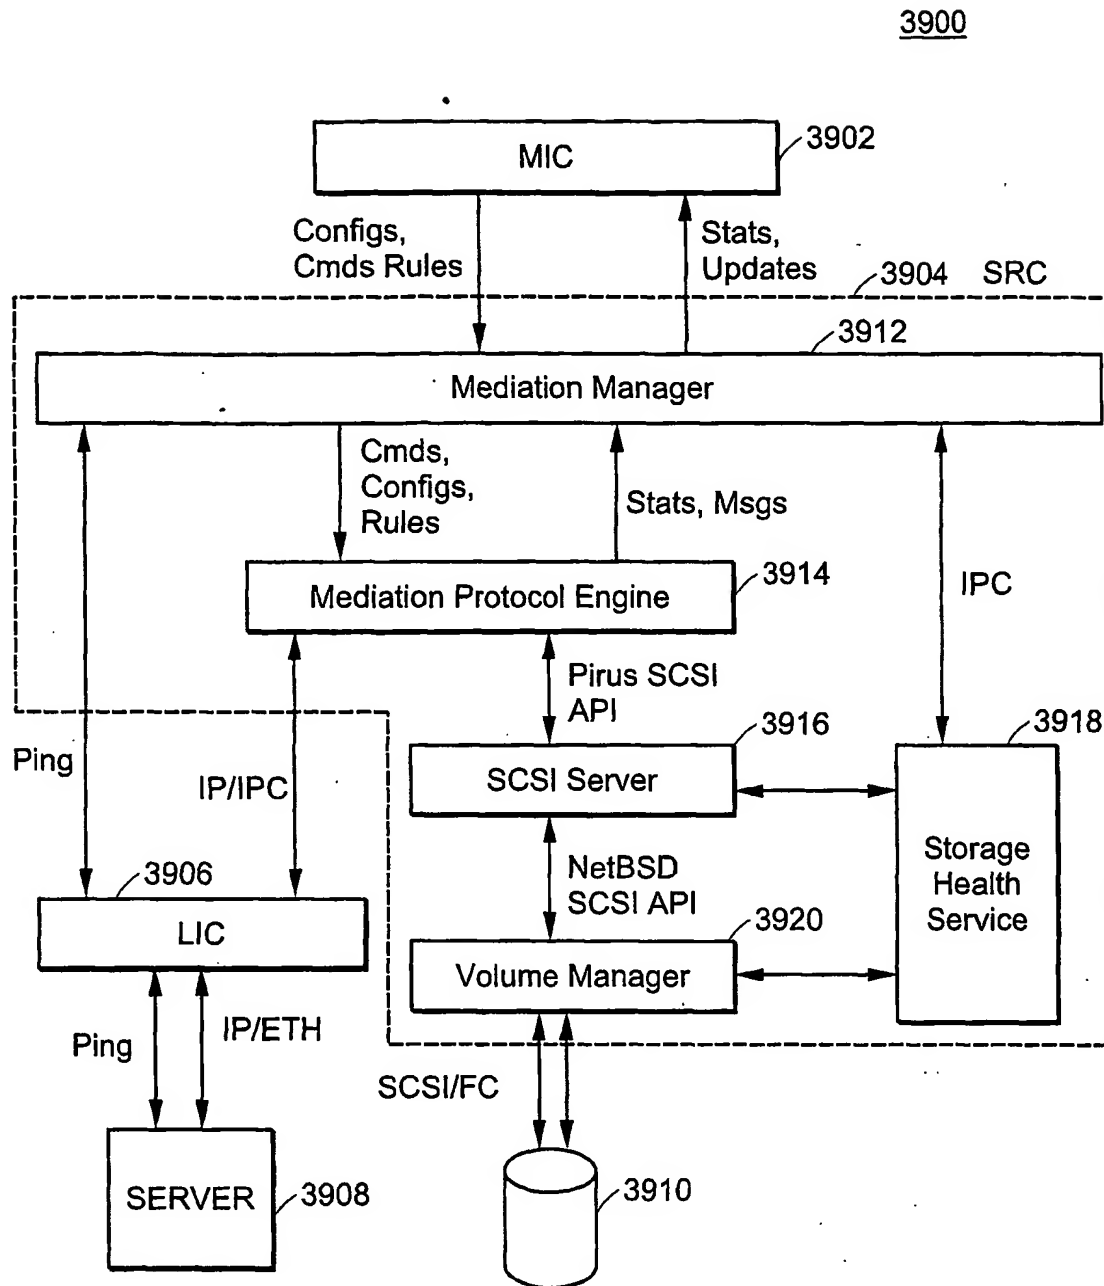 3900
MIC
3902
Configs,
Cmds Rules
Stats,
Updates
3904 SRC
3912
Mediation Manager
Cmds,
Configs,
Rules
Stats, Msgs
3914
Mediation Protocol Engine
IPC
Pirus SCSI
API
3916
3918
Ping
IP/IPC
SCSI Server
Storage
Health
Service
NetBSD
SCSI API
3906
LIC
3920
Volume Manager
Ping
IP/ETH
SCSI/FC
SERVER
3908
3910